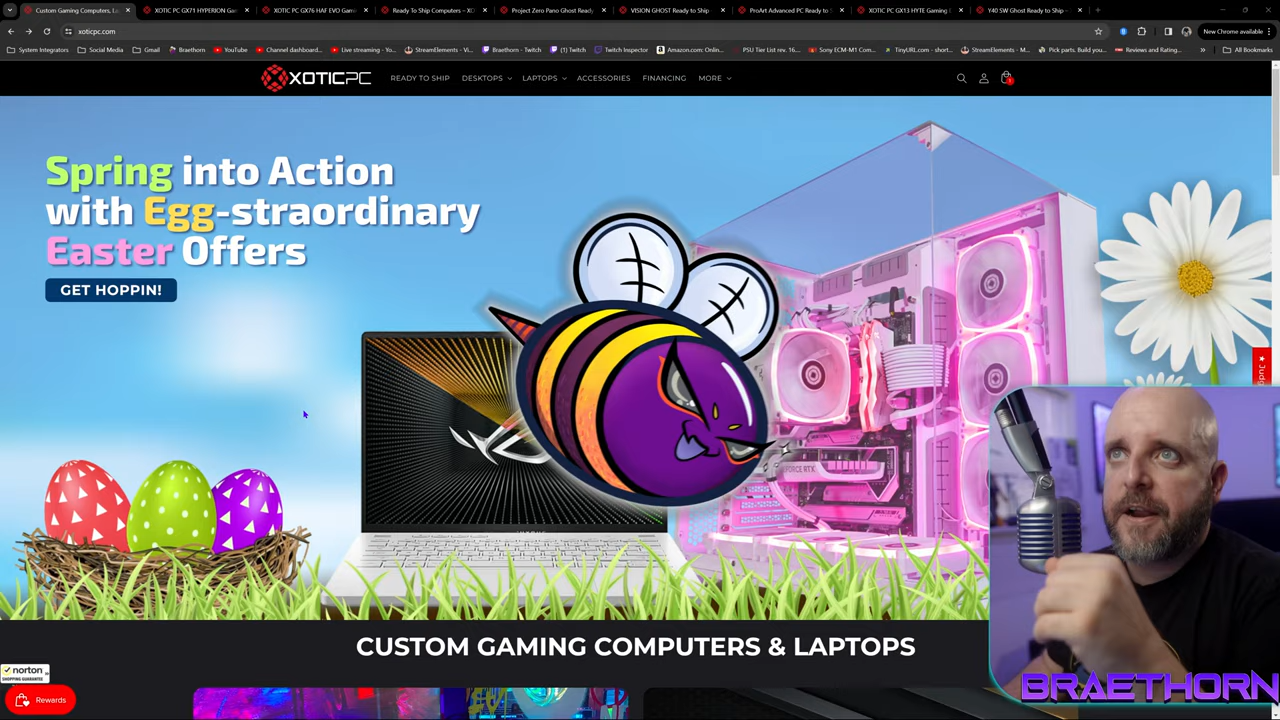 Custom Gaming Computers, La
XOTIC PC GX71 HYPERION Gam
XOTIC PC GX76 HAF EVO Gami
Ready To Ship Computers – XO
Project Zero Pano Ghost Ready
VISION GHOST Ready to Ship
ProArt Advanced PC Ready to S
XOTIC PC GX13 HYTE Gaming
Y40 SW Ghost Ready to Ship –
xoticpc.com
New Chrome available
System Integrators
Social Media
Gmail
Braethorn
YouTube
Channel dashboard...
Live streaming - Yo...
StreamElements - Vi...
Braethorn - Twitch
(1) Twitch
Twitch Inspector
Amazon.com: Onlin...
PSU Tier List rev. 16....
Sony ECM-M1 Com...
TinyURL.com - short...
StreamElements - M...
Pick parts. Build you...
Reviews and Rating...
All Bookmarks
XOTICPC
READY TO SHIP
DESKTOPS
LAPTOPS
ACCESSORIES
FINANCING
MORE
1
Spring into Action
with Egg-straordinary
Easter Offers
GET HOPPIN!
CUSTOM GAMING COMPUTERS & LAPTOPS
norton
SHOPPING GUARANTEE
Rewards
BRAETHORN